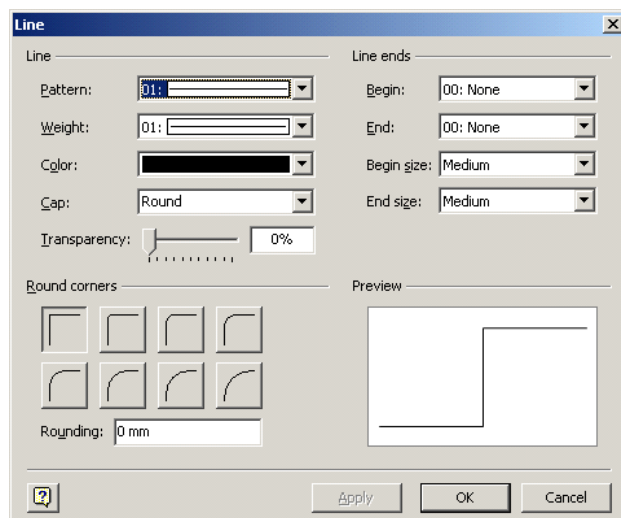 Line
Line
Pattern: 01:
Weight: 01:
Color:
Cap: Round
Transparency: 0%
Line ends
Begin: 00: None
End: 00: None
Begin size: Medium
End size: Medium
Round corners
Rounding: 0 mm
Preview
?
Apply OK Cancel